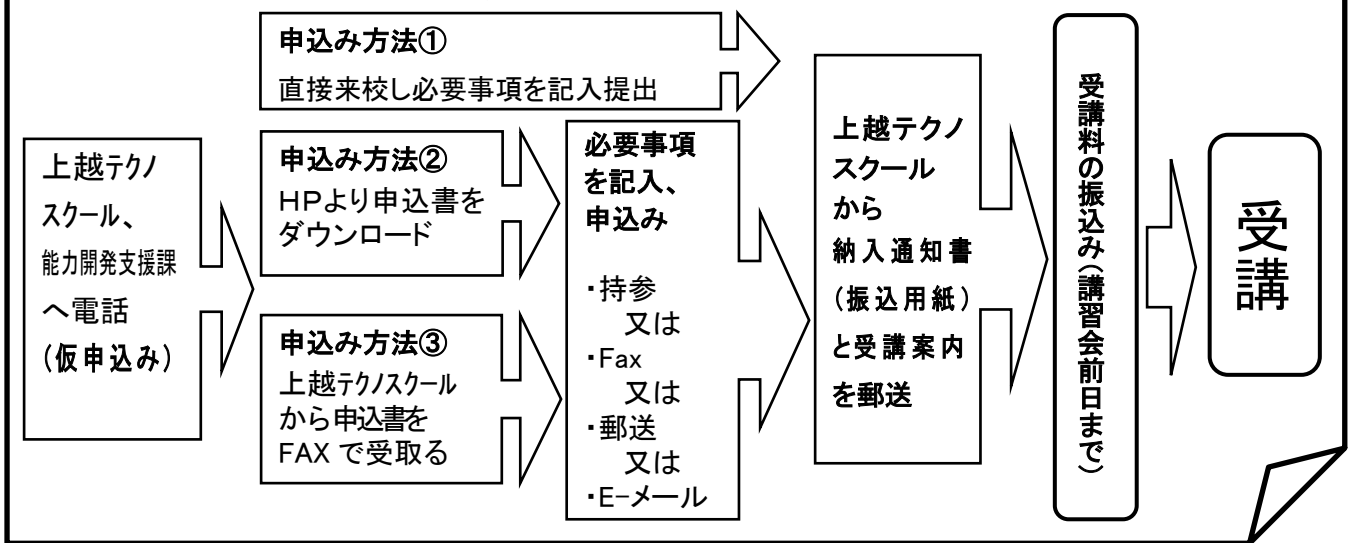 上越テクノ
スクール、
能力開発支援課
へ電話
(仮申込み)
申込み方法①
直接来校し必要事項を記入提出
申込み方法②
HPより申込書を
ダウンロード
申込み方法③
上越テクノスクール
から申込書を
FAXで受取る
必要事項
を記入、
申込み
・持参
又は
・Fax
又は
・郵送
又は
・E-メール
上越テクノ
スクール
から
納入通知書
(振込用紙)
と受講案内
を郵送
受講料の振込み(講習会前日まで)
受講